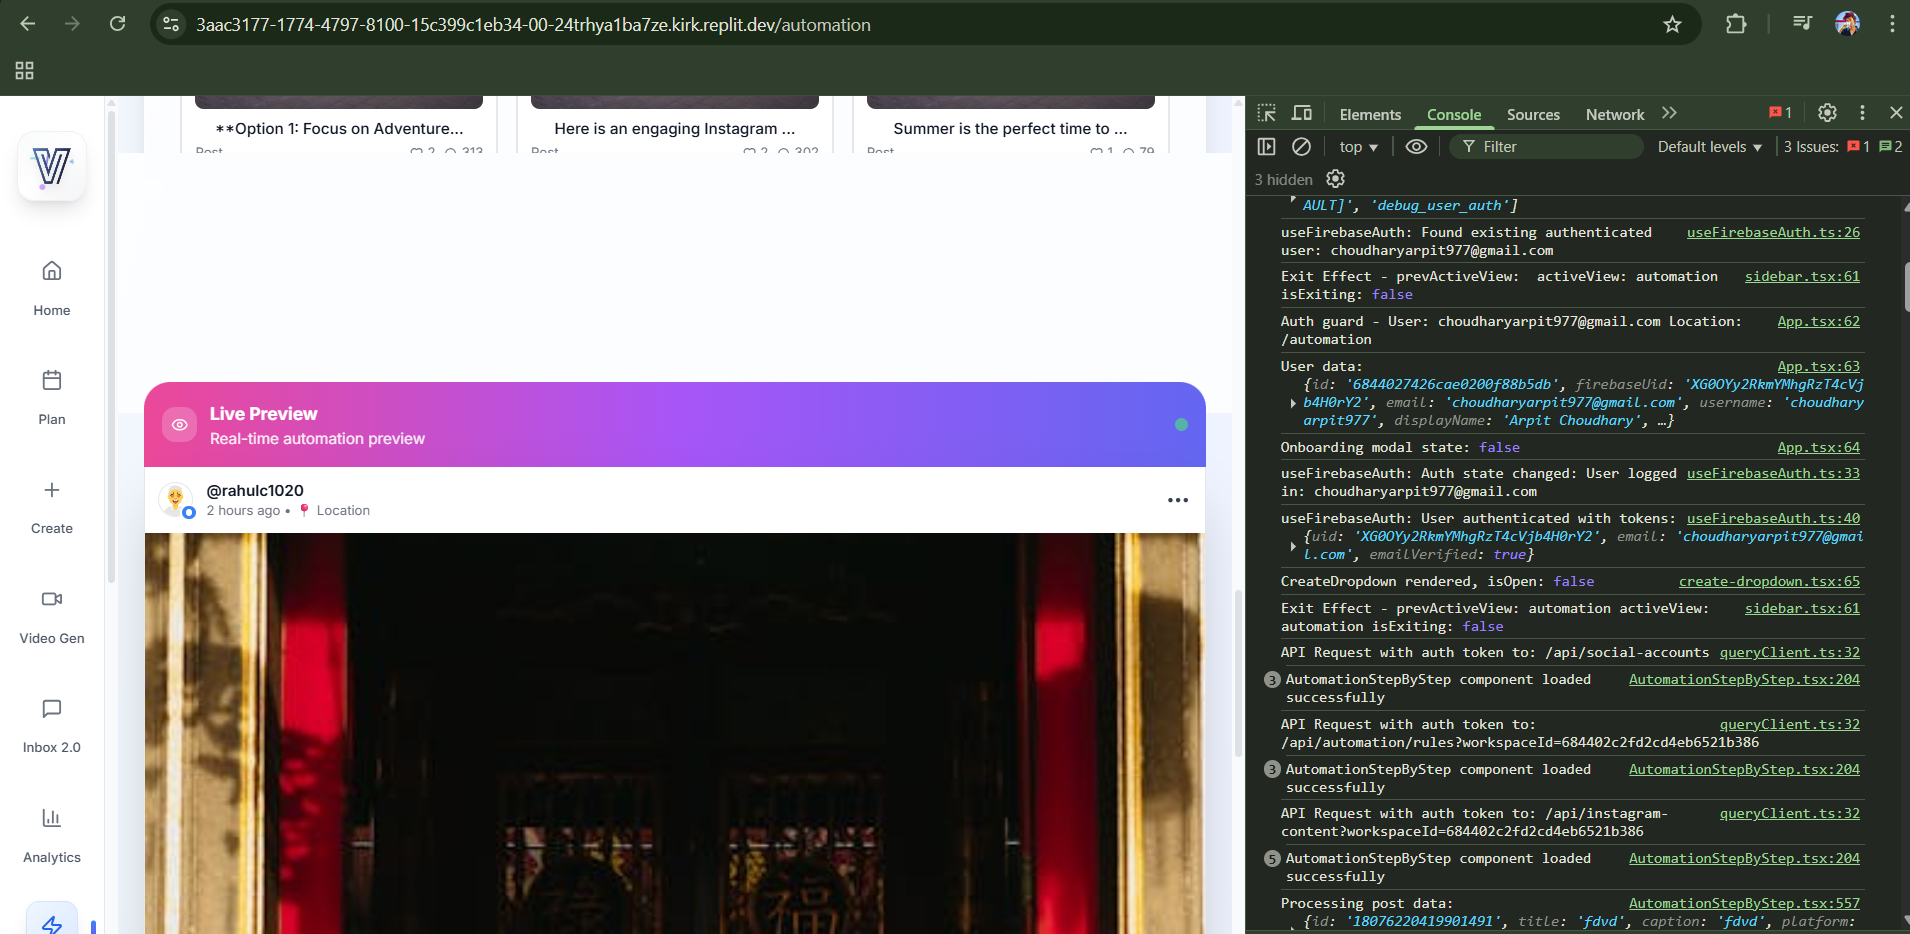 3aac3177-1774-4797-8100-15c399c1eb34-00-24trhya1ba7ze.kirk.replit.dev/automation
Home
Plan
Create
Video Gen
Inbox 2.0
Analytics
**Option 1: Focus on Adventure...
Here is an engaging Instagram ...
Summer is the perfect time to ...
Post
2
313
Post
2
302
Post
1
79
Live Preview
Real-time automation preview
@rahulc1020
2 hours ago • 📍 Location
福
Elements
Console
Sources
Network
1
top
Filter
Default levels
3 Issues:
1
2
3 hidden
AULT]', 'debug_user_auth']
useFirebaseAuth: Found existing authenticated useFirebaseAuth.ts:26
user: choudharyarpit977@gmail.com
Exit Effect - prevActiveView:  activeView: automation sidebar.tsx:61
isExiting: false
Auth guard - User: choudharyarpit977@gmail.com Location: App.tsx:62
/automation
User data: App.tsx:63
{id: '6844027426cae0200f88b5db', firebaseUid: 'XG0OYy2RkmYMhgRzT4cVj
b4H0rY2', email: 'choudharyarpit977@gmail.com', username: 'choudhary
arpit977', displayName: 'Arpit Choudhary', …}
Onboarding modal state: false App.tsx:64
useFirebaseAuth: Auth state changed: User logged useFirebaseAuth.ts:33
in: choudharyarpit977@gmail.com
useFirebaseAuth: User authenticated with tokens: useFirebaseAuth.ts:40
{uid: 'XG0OYy2RkmYMhgRzT4cVjb4H0rY2', email: 'choudharyarpit977@gmai
l.com', emailVerified: true}
CreateDropdown rendered, isOpen: false create-dropdown.tsx:65
Exit Effect - prevActiveView: automation activeView: sidebar.tsx:61
automation isExiting: false
API Request with auth token to: /api/social-accounts queryClient.ts:32
3 AutomationStepByStep component loaded AutomationStepByStep.tsx:204
successfully
API Request with auth token to: queryClient.ts:32
/api/automation/rules?workspaceId=684402c2fd2cd4eb6521b386
3 AutomationStepByStep component loaded AutomationStepByStep.tsx:204
successfully
API Request with auth token to: /api/instagram- queryClient.ts:32
content?workspaceId=684402c2fd2cd4eb6521b386
5 AutomationStepByStep component loaded AutomationStepByStep.tsx:204
successfully
Processing post data: AutomationStepByStep.tsx:557
{id: '18076220419901491', title: 'fdvd', caption: 'fdvd', platform: